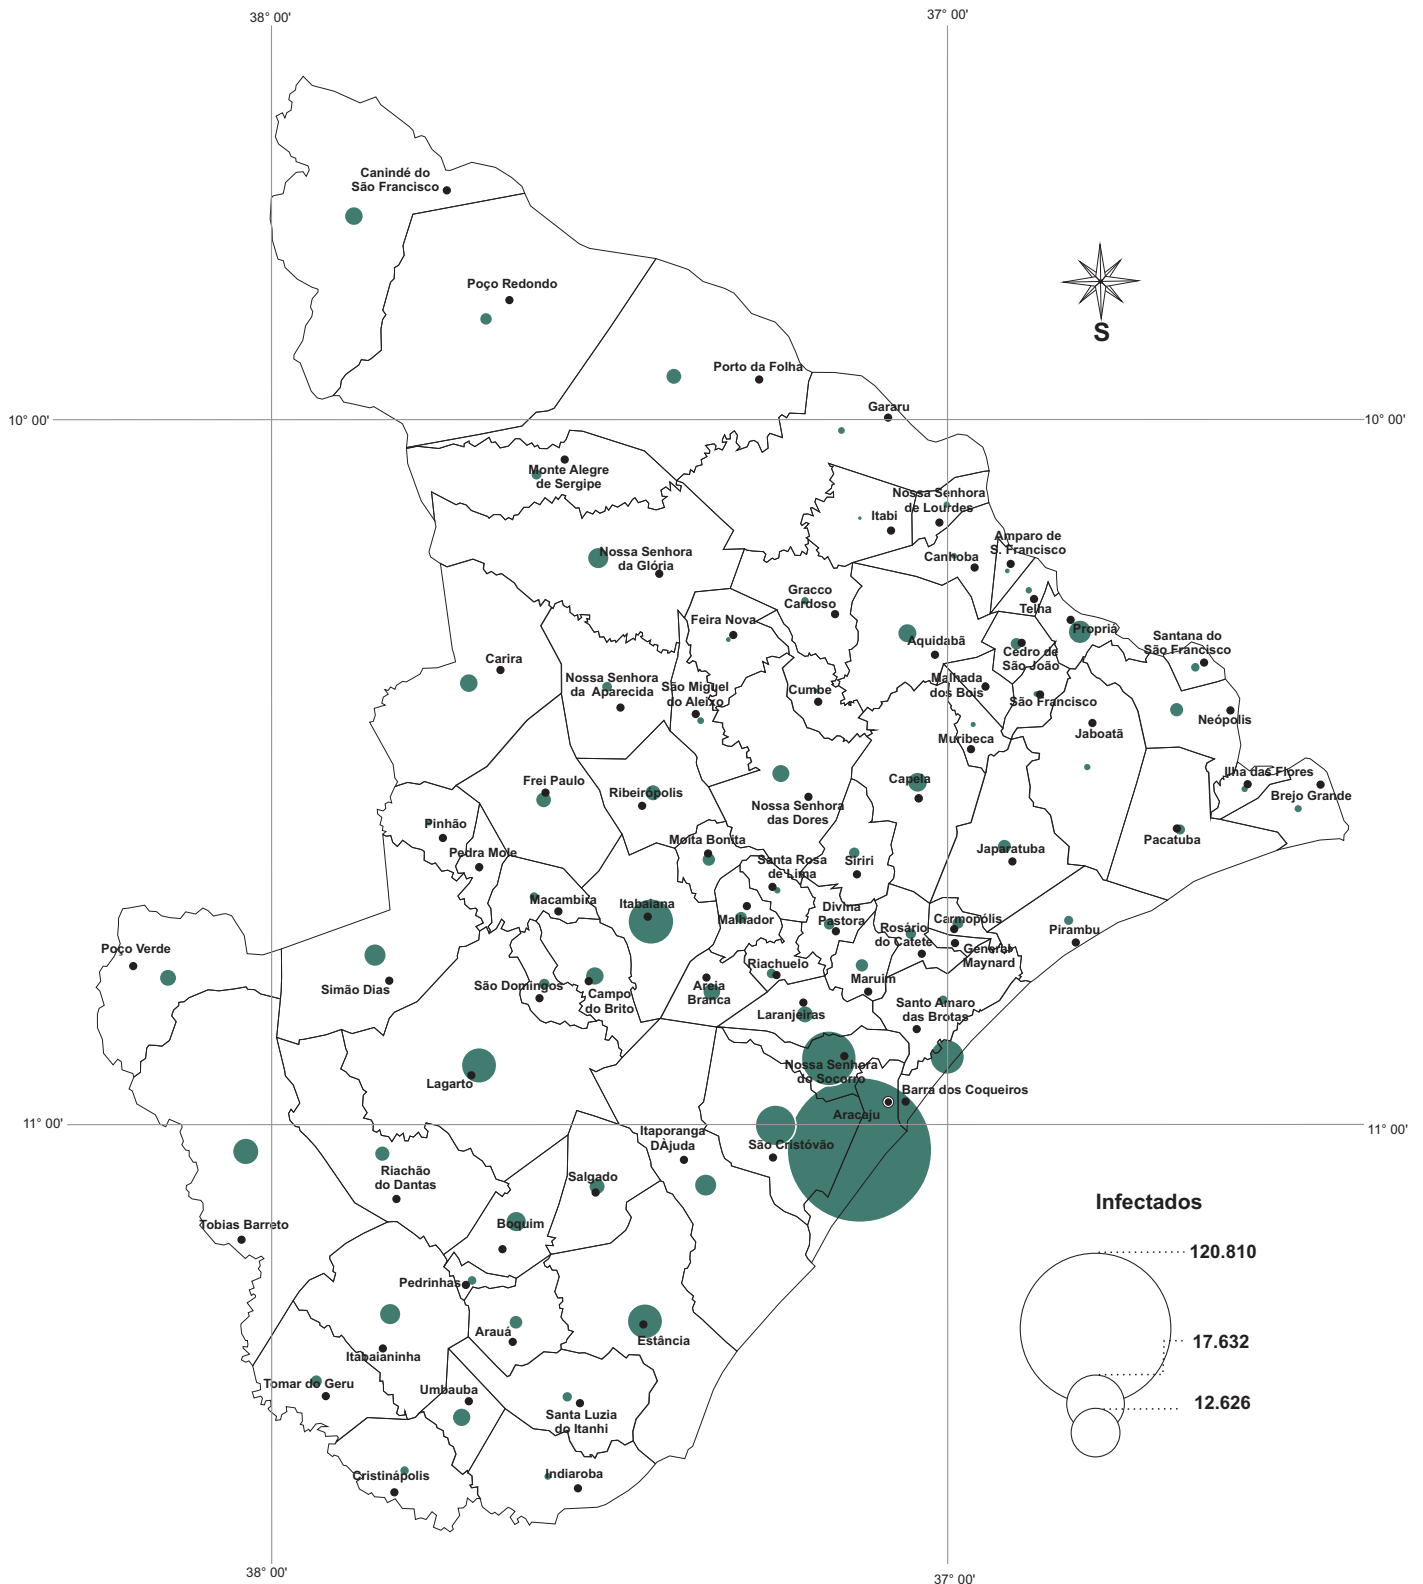 38° 00'
37° 00'
Canindé do
São Francisco
Poço Redondo
S
Porto da Folha
Gararu
10° 00'
10° 00'
Monte Alegre
de Sergipe
Nossa Senhora
de Lourdes
Itabi
Amparo de
S. Francisco
Nossa Senhora
da Glória
Canhoba
Gracco
Cardoso
Telha
Feira Nova
Propriá
Aquidabã
Santana do
São Francisco
Cedro de
São João
Carira
Nossa Senhora
da Aparecida
São Miguel
do Aleixo
Cumbe
Malhada
dos Bois
São Francisco
Neópolis
Jaboatã
Muribeca
Frei Paulo
Ribeirópolis
Capela
Ilha das Flores
Brejo Grande
Nossa Senhora
das Dores
Pinhão
Moita Bonita
Pacatuba
Pedra Mole
Santa Rosa
de Lima
Siriri
Japaratuba
Macambira
Itabaiana
Malhador
Divina
Pastora
Rosário
do Catete
Carmopólis
Pirambu
Poço Verde
General
Maynard
Riachuelo
Simão Dias
São Domingos
Campo
do Brito
Areia
Branca
Maruim
Laranjeiras
Santo Amaro
das Brotas
Nossa Senhora
do Socorro
Lagarto
Barra dos Coqueiros
Aracaju
11° 00'
11° 00'
Itaporanga
DÀjuda
São Cristóvão
Riachão
do Dantas
Salgado
Infectados
Tobias Barreto
Boquim
120.810
Pedrinhas
Arauá
Estância
17.632
Itabaianinha
Tomar do Geru
Umbauba
12.626
Santa Luzia
do Itanhi
Cristinápolis
Indiaroba
38° 00'
37° 00'